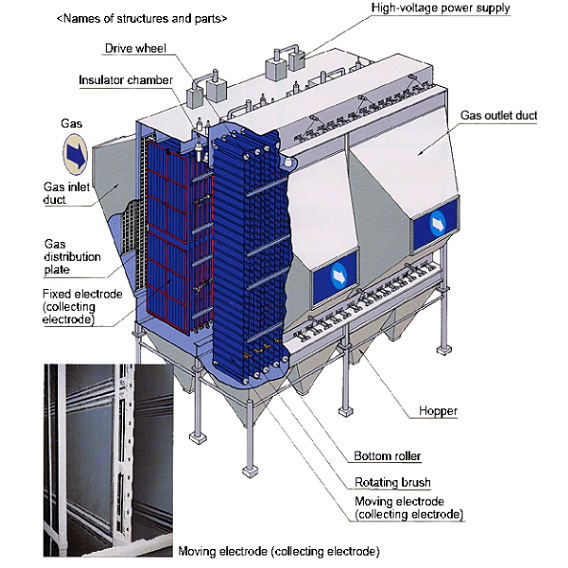 <Names of structures and parts>
High-voltage power supply
Drive wheel
Insulator chamber
Gas outlet duct
Gas
Gas inlet
duct
Gas
distribution
plate
Fixed electrode
(collecting
electrode)
Hopper
Bottom roller
Rotating brush
Moving electrode
(collecting electrode)
Moving electrode (collecting electrode)